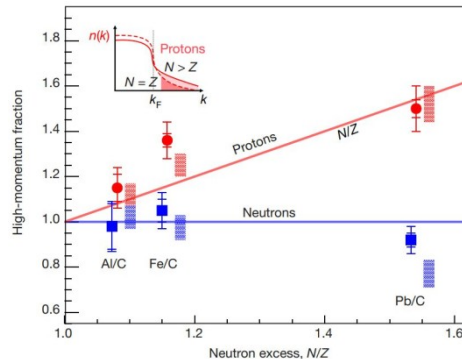 n(k)
Protons
N = Z
N > Z
k_F
k
1.8
1.6
1.4
1.2
1.0
0.8
0.6
High-momentum fraction
Protons
N/Z
Neutrons
Al/C
Fe/C
Pb/C
1.0
1.2
1.4
1.6
Neutron excess, N/Z